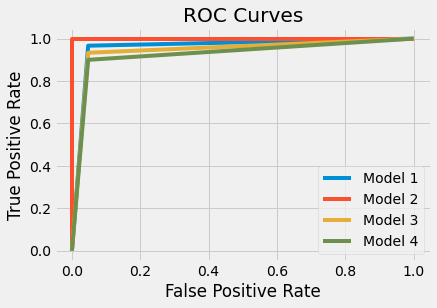 ROC Curves
True Positive Rate
1.0
0.8
0.6
0.4
0.2
0.0
Model 1
Model 2
Model 3
Model 4
0.0 0.2 0.4 0.6 0.8 1.0
False Positive Rate